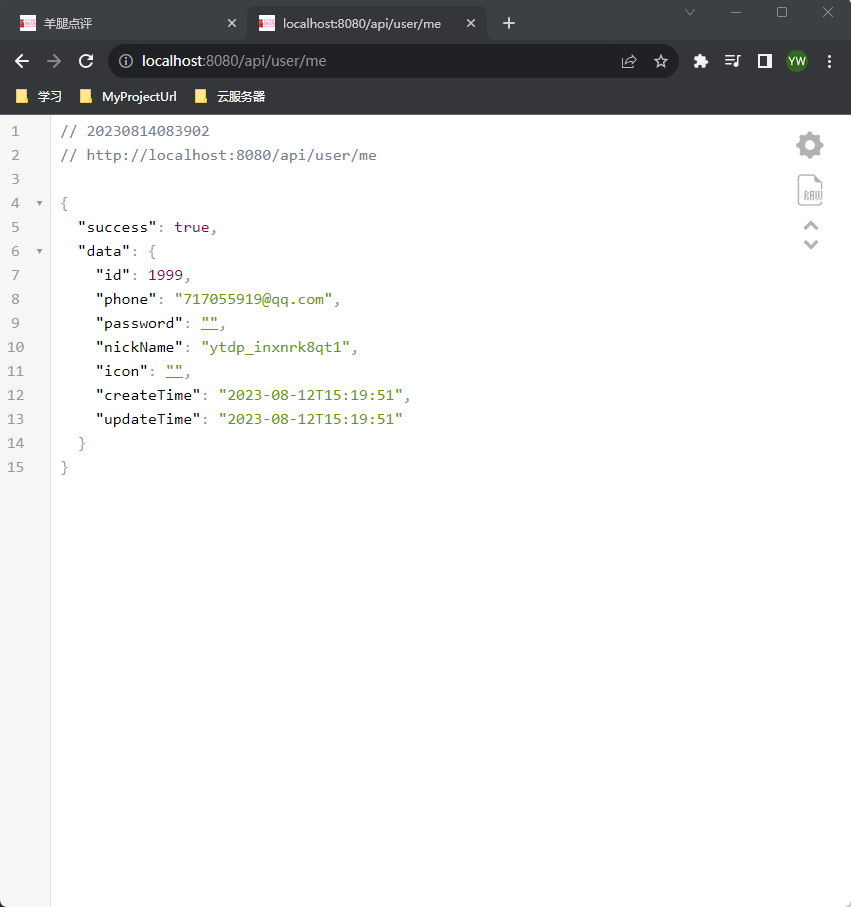 羊腿点评
localhost:8080/api/user/me
localhost:8080/api/user/me
YW
学习 MyProjectUrl 云服务器
1 // 20230814083902
2 // http://localhost:8080/api/user/me
3
4 {
5 "success": true,
6 "data": {
7 "id": 1999,
8 "phone": "717055919@qq.com",
9 "password": "",
10 "nickName": "ytdp_inxnrk8qt1",
11 "icon": "",
12 "createTime": "2023-08-12T15:19:51",
13 "updateTime": "2023-08-12T15:19:51"
14 }
15 }
RAW